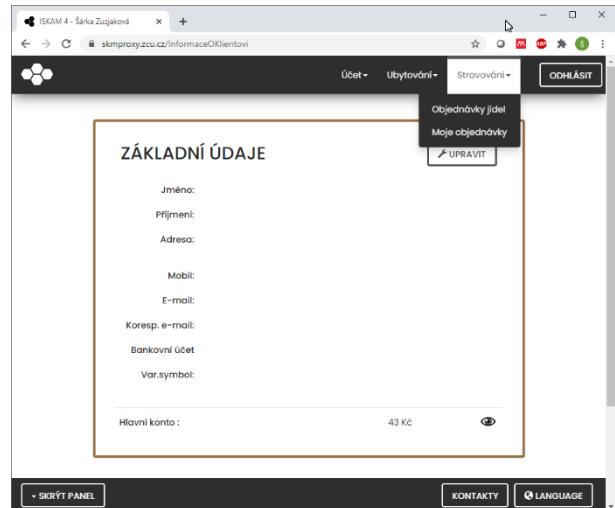 ISKAM 4 - Šárka Zuzjaková
skmproxy.zcu.cz/InformaceOKlientovi
ABP
Š
Účet
Ubytování
Stravování
ODHLÁSIT
Objednávky jídel
Moje objednávky
ZÁKLADNÍ ÚDAJE
UPRAVIT
Jméno:
Příjmení:
Adresa:
Mobil:
E-mail:
Koresp. e-mail:
Bankovní účet
Var.symbol:
Hlavní konto : 43 Kč
SKRÝT PANEL
KONTAKTY
LANGUAGE